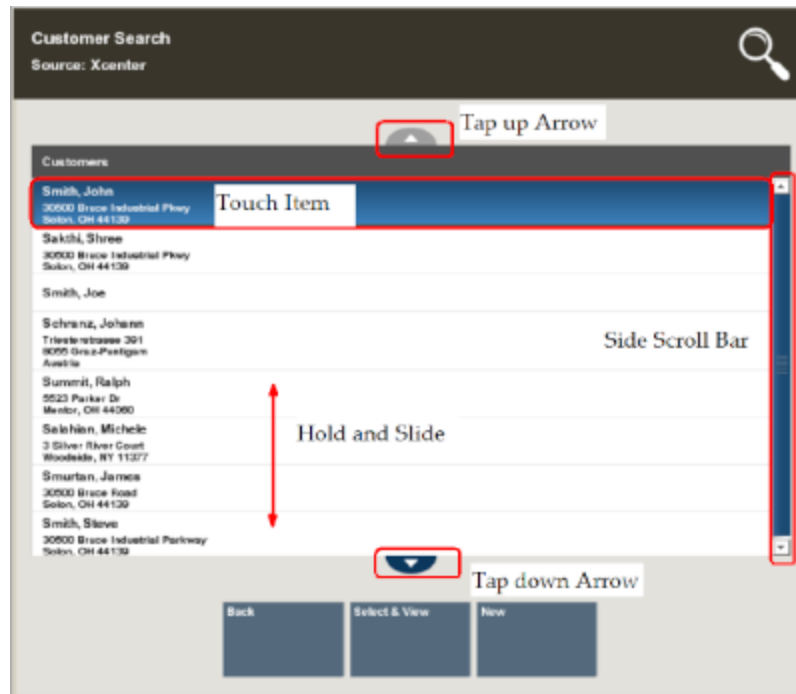 Customer Search
Source: Xcenter
Tap up Arrow
Customers
Smith, John
30500 Bruce Industrial Pkwy
Solon, OH 44139
Touch Item
Sakthi, Shree
30500 Bruce Industrial Pkwy
Solon, OH 44139
Smith, Joe
Schranz, Johann
Triesterstrasse 391
8055 Graz-Puntigam
Austria
Side Scroll Bar
Summit, Ralph
5523 Parker Dr
Mentor, OH 44060
Hold and Slide
Salahian, Michele
3 Silver River Court
Woodside, NY 11377
Smurtan, James
30500 Bruce Road
Solon, OH 44139
Smith, Steve
30500 Bruce Industrial Parkway
Solon, OH 44139
Tap down Arrow
Back
Select & View
New